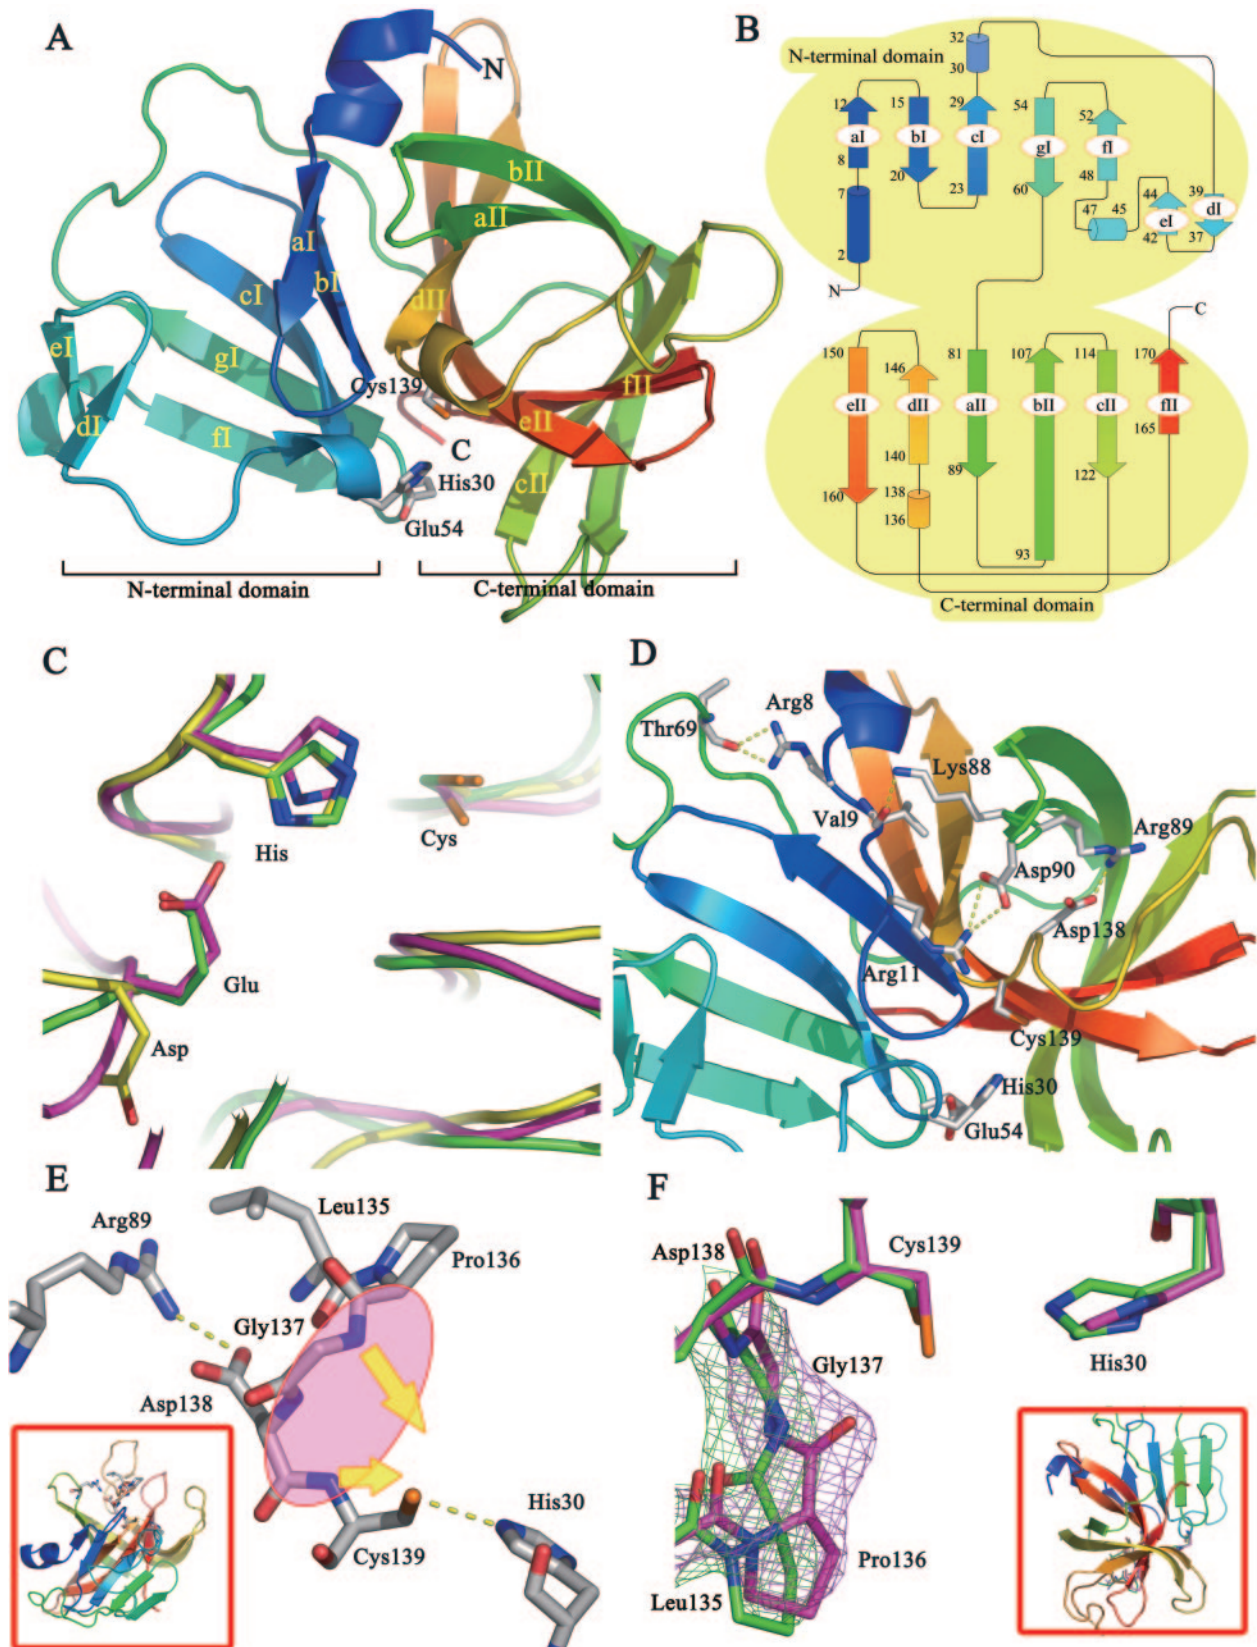 A
N
bII
aII
aI
bI
cI
dII
eI
gI
Cys139
fII
dI
fI
eII
C
cII
His30
Glu54
N-terminal domain
C-terminal domain
B
N-terminal domain
32
30
12
15
29
54
52
aI
bI
cI
gI
fI
8
20
23
60
48
7
2
47
45
44
39
eI
dI
42
37
N
C
150
146
81
107
114
170
eII
dII
aII
bII
cII
fII
165
140
89
122
160
138
136
93
C-terminal domain
C
His
Cys
Glu
Asp
D
Thr69
Arg8
Lys88
Val9
Arg89
Asp90
Asp138
Arg11
Cys139
His30
Glu54
E
Arg89
Leu135
Pro136
Gly137
Asp138
His30
Cys139
F
Asp138
Cys139
Gly137
His30
Pro136
Leu135